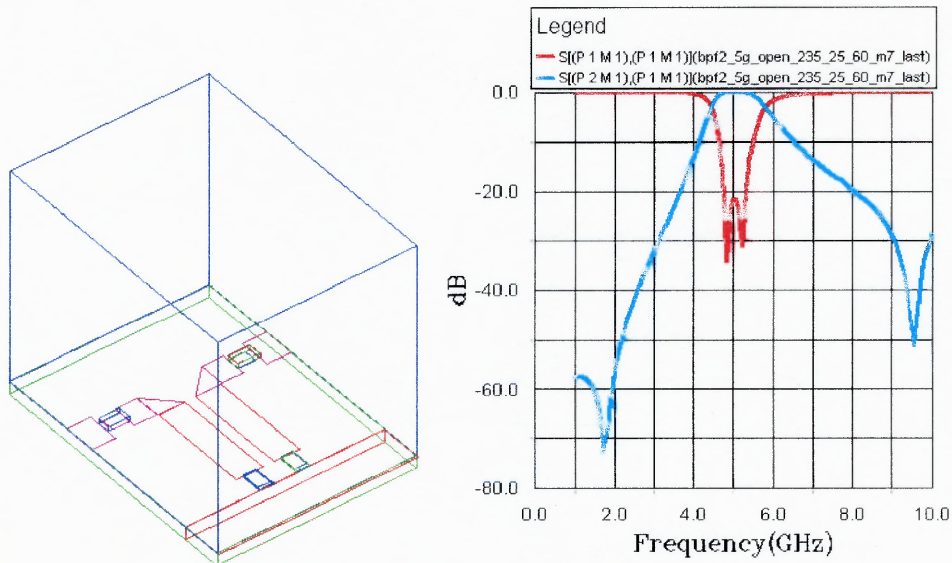 Legend
S[(P 1 M 1),(P 1 M 1)](bpf2_5g_open_235_25_60_m7_last)
S[(P 2 M 1),(P 1 M 1)](bpf2_5g_open_235_25_60_m7_last)
0.0
-20.0
-40.0
-60.0
-80.0
dB
0.0 2.0 4.0 6.0 8.0 10.0
Frequency(GHz)